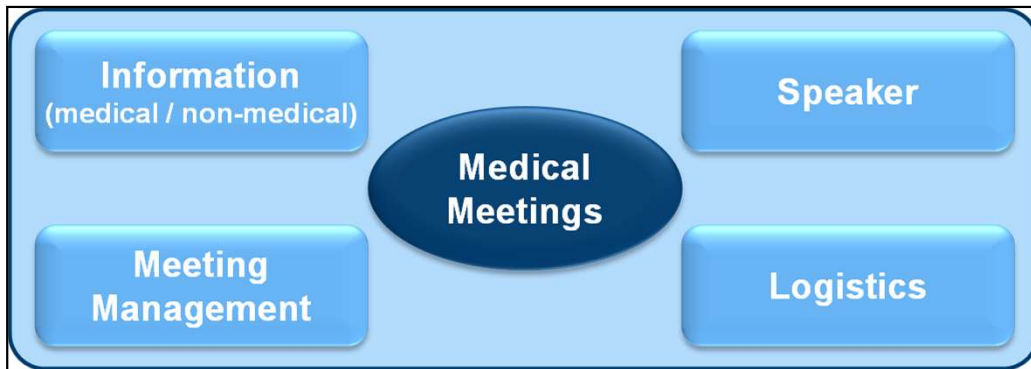 Information
(medical / non-medical)
Speaker
Medical
Meetings
Meeting
Management
Logistics